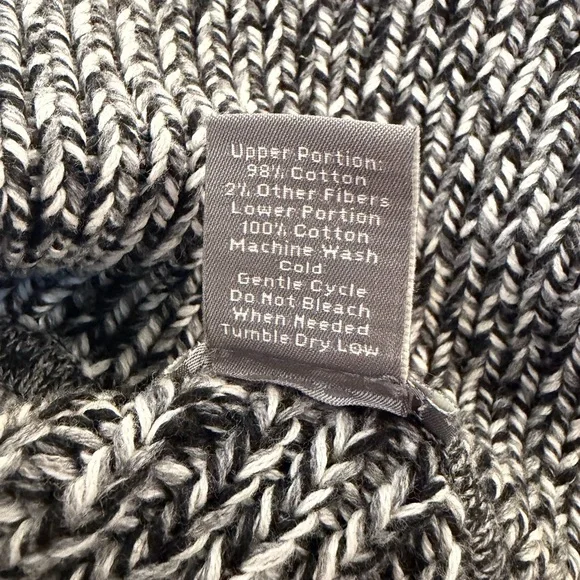 Upper Portion:
98% Cotton
2% Other Fibers
Lower Portion
100% Cotton
Machine Wash
Cold
Gentle Cycle
Do Not Bleach
When Needed
Tumble Dry Low